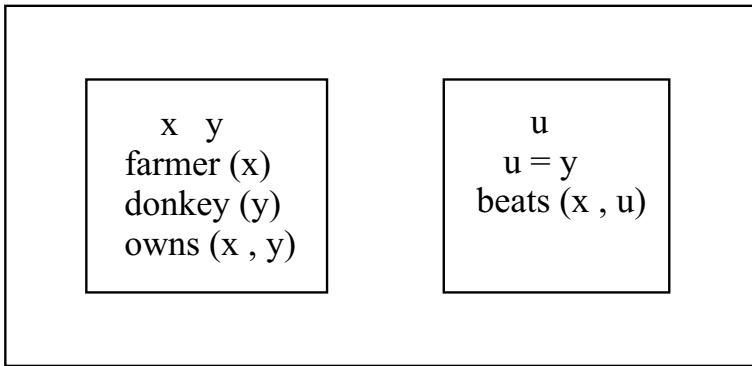 x y
farmer (x)
donkey (y)
owns (x , y)
u
u = y
beats (x , u)